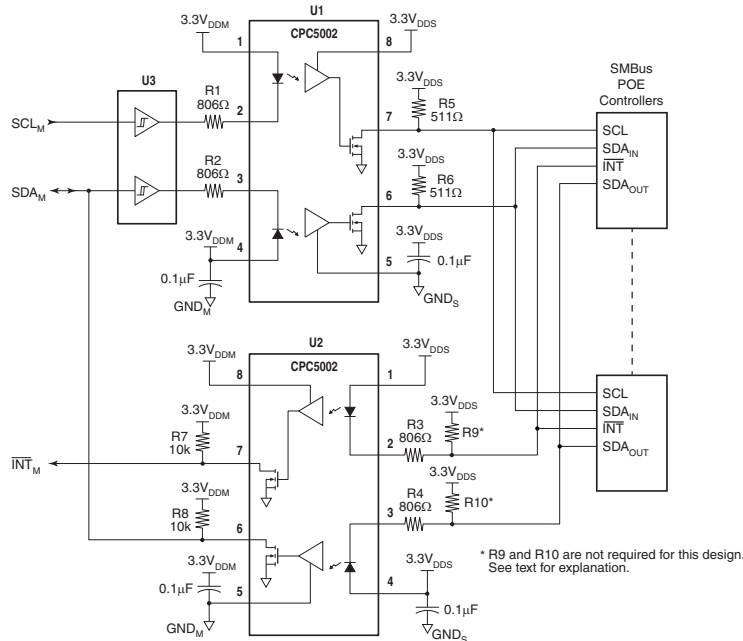 U1
CPC5002
3.3V_DDM
1
8
3.3V_DDS
U3
R1
806Ω
2
SCL_M
7
3.3V_DDS
R5
511Ω
SMBus
POE
Controllers
SCL
SDA_IN
I̅N̅T̅
SDA_OUT
R2
806Ω
3
SDA_M
3.3V_DDS
R6
511Ω
6
3.3V_DDM
4
0.1μF
GND_M
3.3V_DDS
5
0.1μF
GND_S
U2
CPC5002
3.3V_DDM
8
1
3.3V_DDS
3.3V_DDM
R7
10k
7
I̅N̅T̅_M
2
R3
806Ω
3.3V_DDS
R9*
3.3V_DDM
R8
10k
6
3
R4
806Ω
3.3V_DDS
R10*
SCL
SDA_IN
I̅N̅T̅
SDA_OUT
3.3V_DDM
0.1μF
5
GND_M
4
3.3V_DDS
0.1μF
GND_S
* R9 and R10 are not required for this design.
See text for explanation.